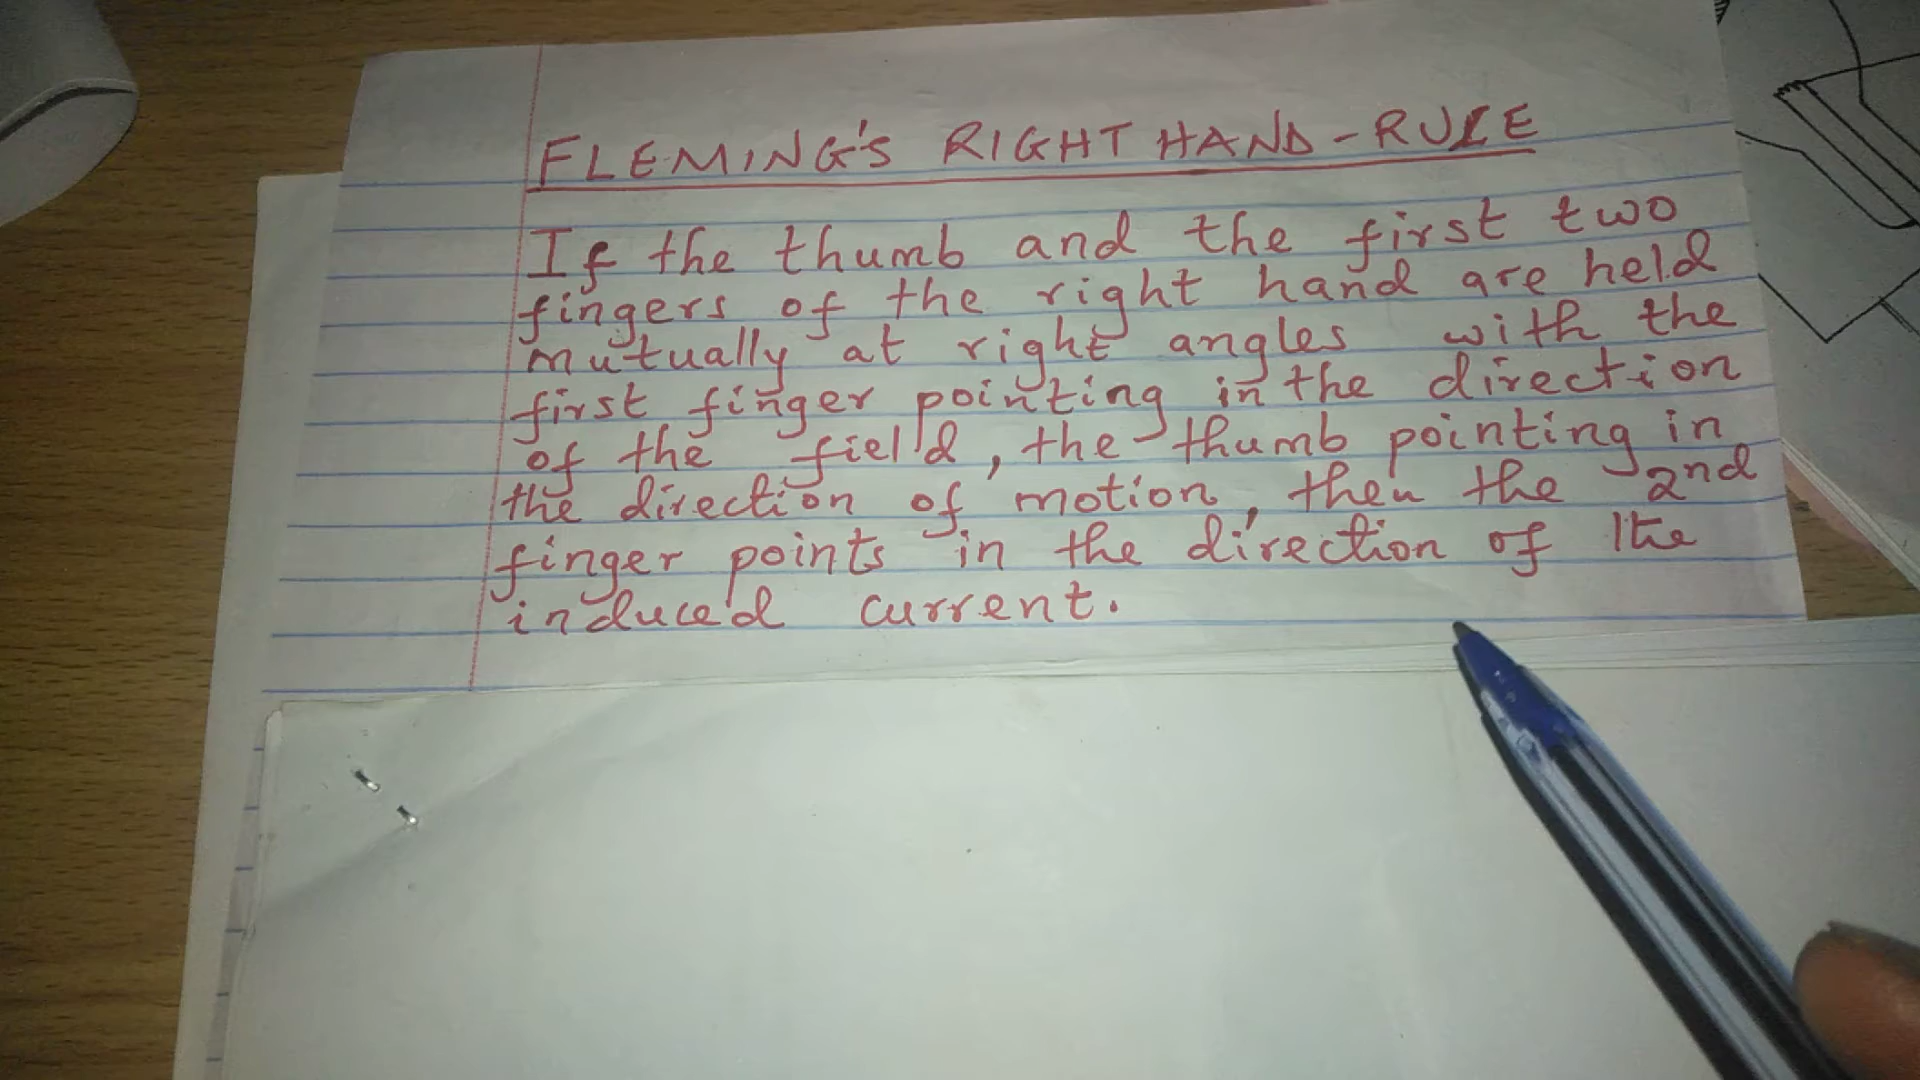 FLEMING'S RIGHT HAND-RULE
If the thumb and the first two
fingers of the right hand are held
mutually at right angles with the
first finger pointing in the direction
of the field, the thumb pointing in
the direction of motion, then the 2nd
finger points in the direction of the
induced current.